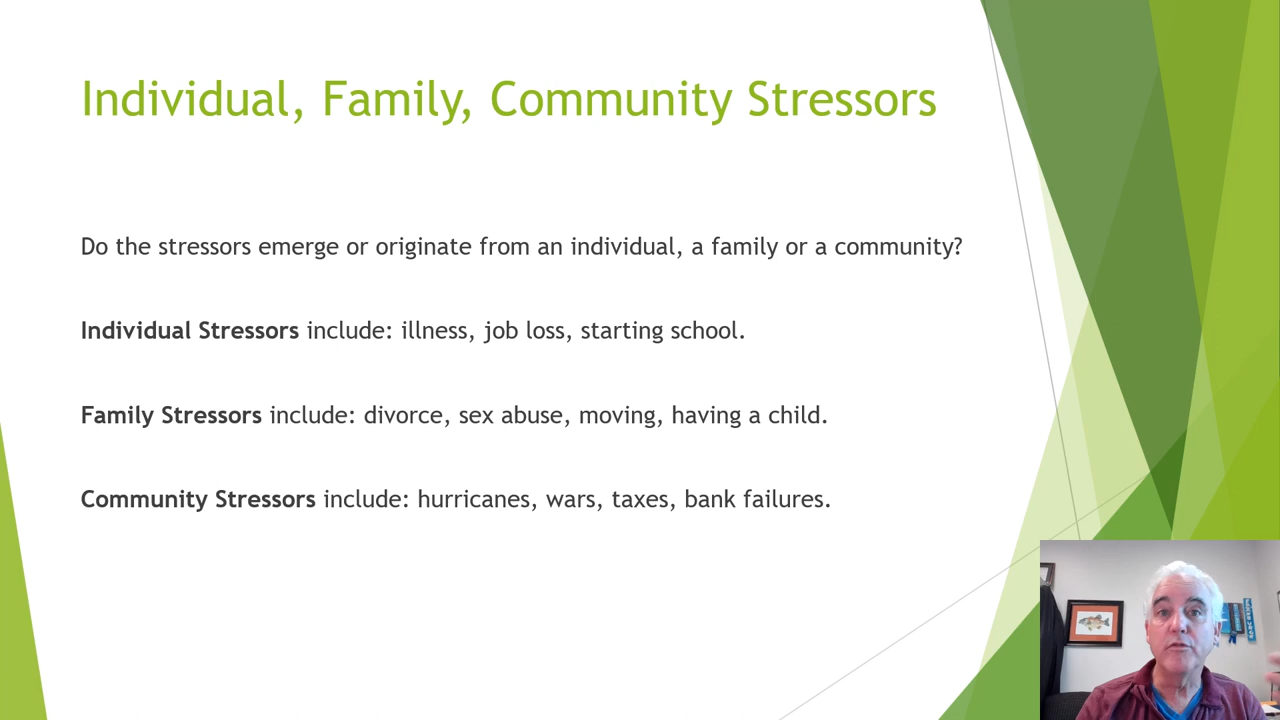 Individual, Family, Community Stressors
Do the stressors emerge or originate from an individual, a family or a community?
Individual Stressors include: illness, job loss, starting school.
Family Stressors include: divorce, sex abuse, moving, having a child.
Community Stressors include: hurricanes, wars, taxes, bank failures.